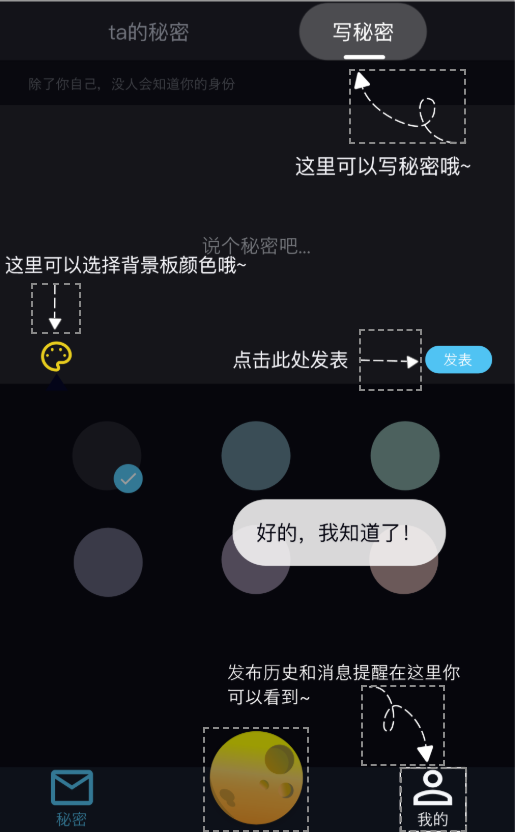 ta的秘密
写秘密
除了你自己，没人会知道你的身份
这里可以写秘密哦~
说个秘密吧...
这里可以选择背景板颜色哦~
点击此处发表
发表
好的，我知道了！
发布历史和消息提醒在这里你
可以看到~
秘密
我的